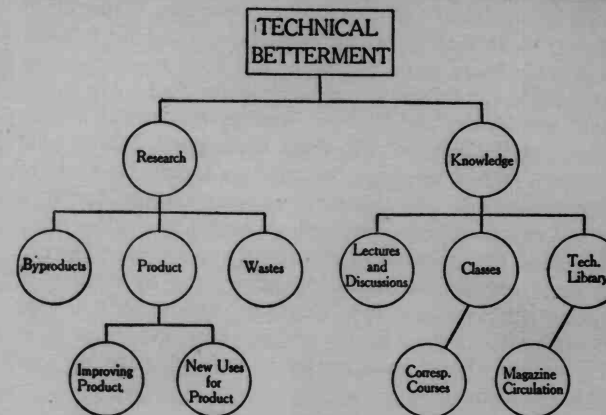 TECHNICAL
BETTERMENT
Research
Knowledge
Byproducts
Product
Wastes
Lectures
and
Discussions
Classes
Tech.
Library
Improving
Product.
New Uses
for
Product
Corresp.
Courses
Magazine
Circulation